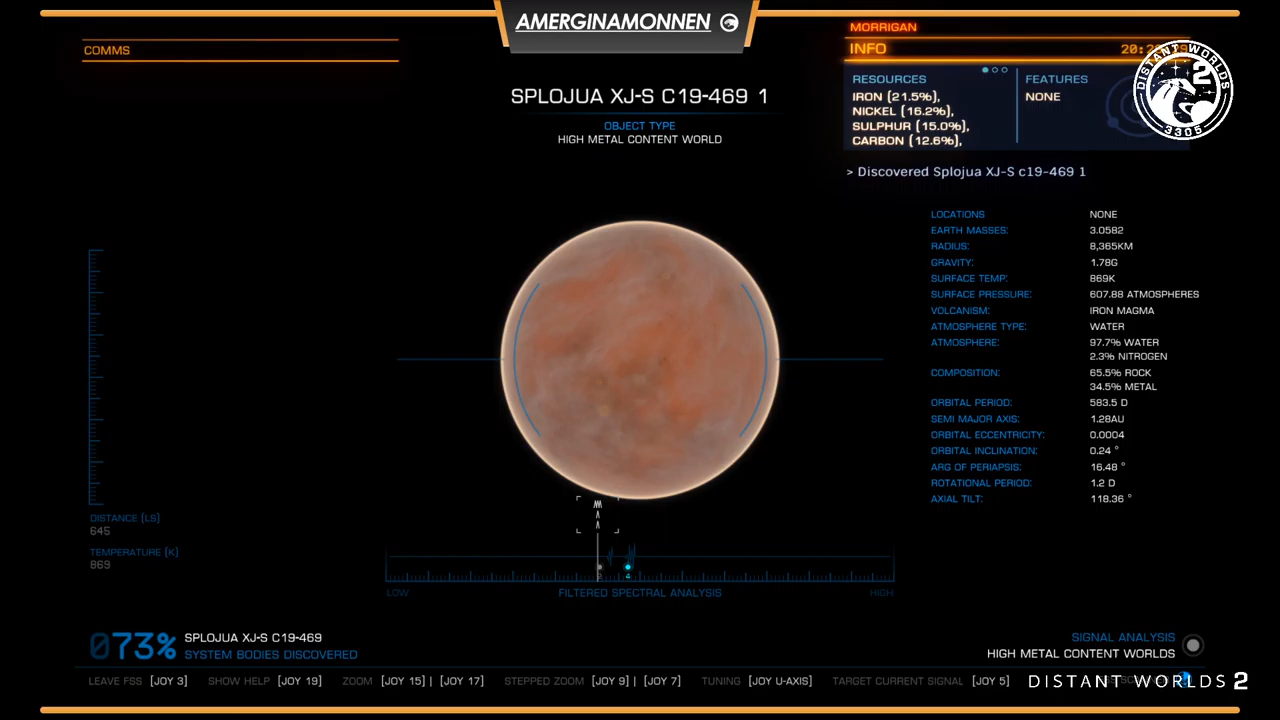 AMERGINAMONNEN
COMMS
MORRIGAN
INFO
DISTANT WORLDS
2
3305
RESOURCES
IRON (21.5%),
NICKEL (16.2%),
SULPHUR (15.0%),
CARBON (12.6%),
FEATURES
NONE
SPLOJUA XJ-S C19-469 1
OBJECT TYPE
HIGH METAL CONTENT WORLD
> Discovered Splojua XJ-S c19-469 1
LOCATIONS NONE
EARTH MASSES: 3.0582
RADIUS: 8,365KM
GRAVITY: 1.78G
SURFACE TEMP: 869K
SURFACE PRESSURE: 607.88 ATMOSPHERES
VOLCANISM: IRON MAGMA
ATMOSPHERE TYPE: WATER
ATMOSPHERE: 97.7% WATER
2.3% NITROGEN
COMPOSITION: 65.5% ROCK
34.5% METAL
ORBITAL PERIOD: 583.5 D
SEMI MAJOR AXIS: 1.28AU
ORBITAL ECCENTRICITY: 0.0004
ORBITAL INCLINATION: 0.24 °
ARG OF PERIAPSIS: 16.48 °
ROTATIONAL PERIOD: 1.2 D
AXIAL TILT: 118.36 °
DISTANCE (LS)
645
TEMPERATURE (K)
869
4
LOW FILTERED SPECTRAL ANALYSIS HIGH
073% SPLOJUA XJ-S C19-469
SYSTEM BODIES DISCOVERED
SIGNAL ANALYSIS
HIGH METAL CONTENT WORLDS
LEAVE FSS [JOY 3] SHOW HELP [JOY 19] ZOOM [JOY 15] | [JOY 17] STEPPED ZOOM [JOY 9] | [JOY 7] TUNING [JOY U-AXIS] TARGET CURRENT SIGNAL [JOY 5]
DISTANT WORLDS 2